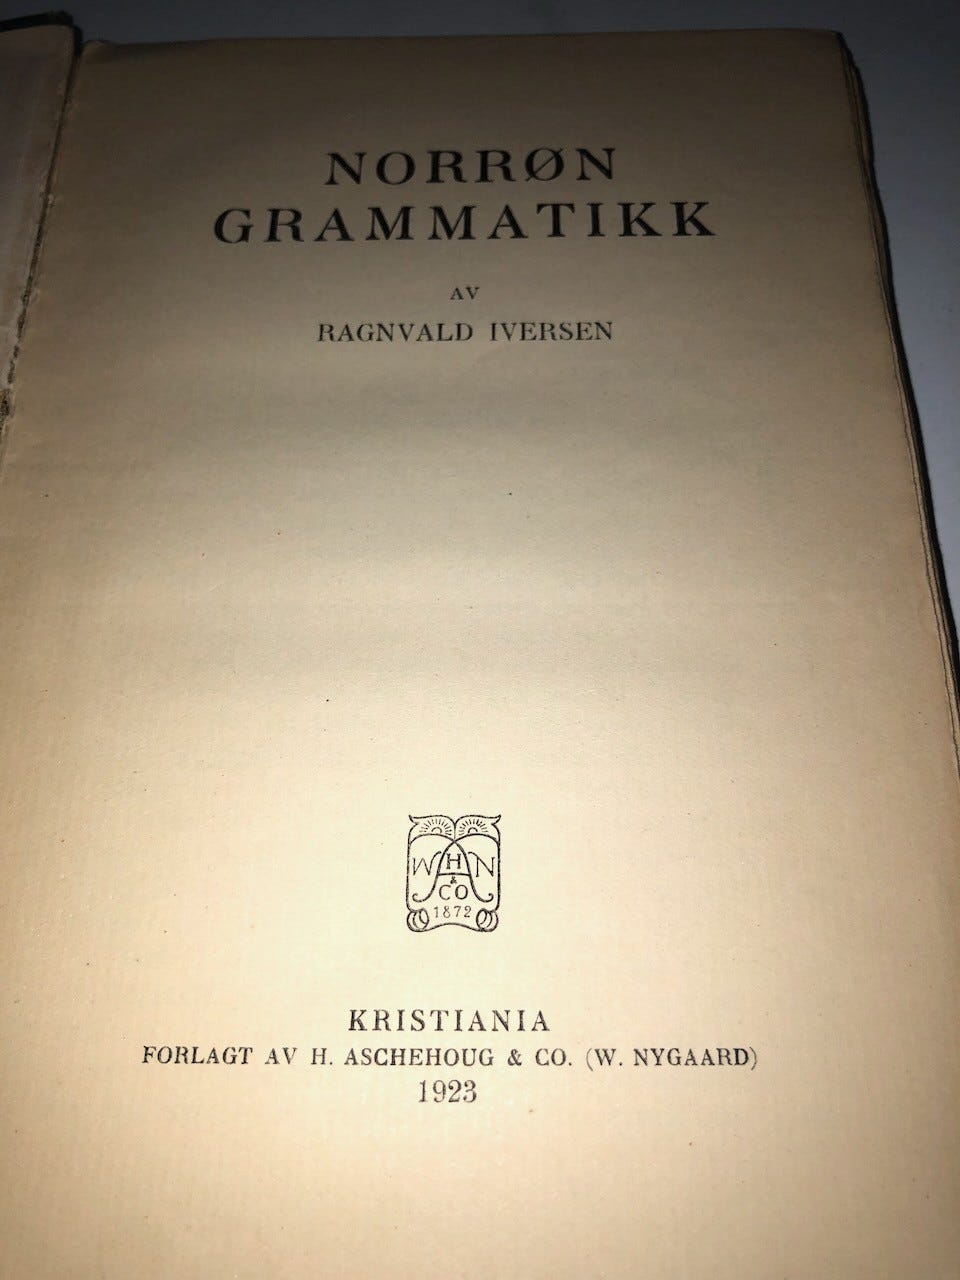 NORRØN
GRAMMATIKK
AV
RAGNVALD IVERSEN
W H N
A
& CO
1872
KRISTIANIA
FORLAGT AV H. ASCHEHOUG & CO. (W. NYGAARD)
1923